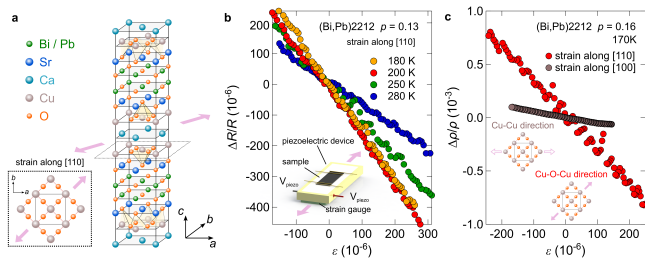 a
Bi / Pb
Sr
Ca
Cu
O
strain along [110]
b
a
c
b
a
b
(Bi,Pb)2212 p = 0.13
strain along [110]
180 K
200 K
250 K
280 K
ΔR/R (10⁻⁶)
200
100
0
-100
-200
-300
-400
piezoelectric device
sample
V_piezo
V_piezo
strain gauge
-100
0
100
200
300
ε (10⁻⁶)
c
(Bi,Pb)2212 p = 0.16
170K
strain along [110]
strain along [100]
Δρ/ρ (10⁻³)
1.0
0.5
0.0
-0.5
-1.0
Cu-Cu direction
Cu-O-Cu direction
-200
-100
0
100
200
ε (10⁻⁶)